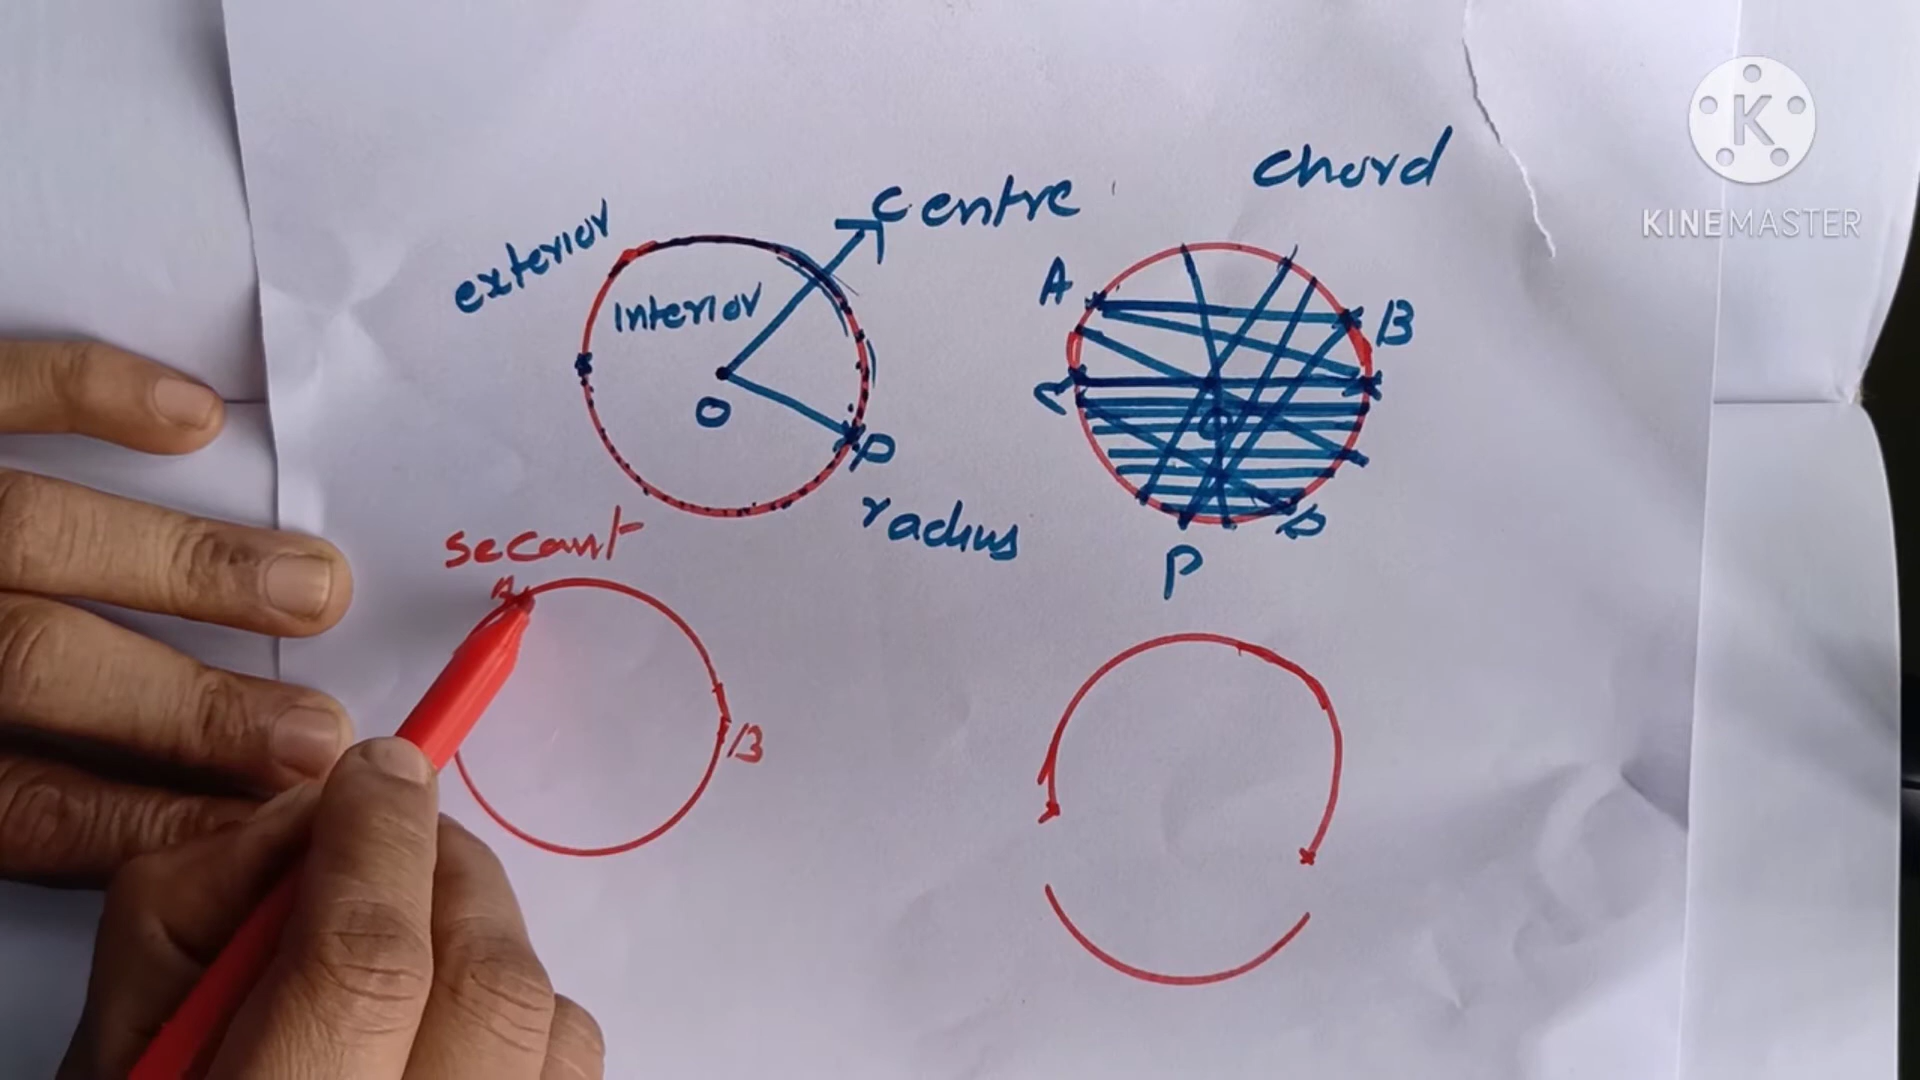 chord
centre
exterior
Interior
A
B
C
O
O
P
D
radius
P
secant
A
B
K
KINEMASTER